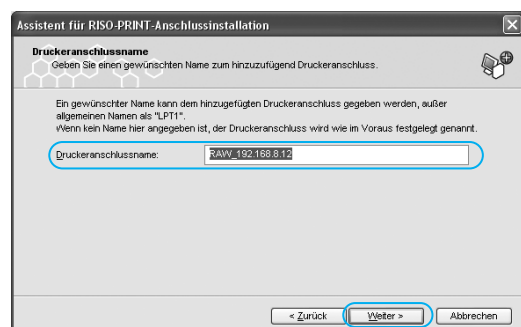 Assistent für RISO-PRINT-Anschlussinstallation
Druckeranschlussname
Geben Sie einen gewünschten Name zum hinzuzufügend Druckeranschluss.
Ein gewünschter Name kann dem hinzugefügten Druckeranschluss gegeben werden, außer
allgemeinen Namen als "LPT1".
Wenn kein Name hier angegeben ist, der Druckeranschluss wird wie im Voraus festgelegt genannt.
Druckeranschlussname: RAW_192.168.8.12
< Zurück Weiter > Abbrechen